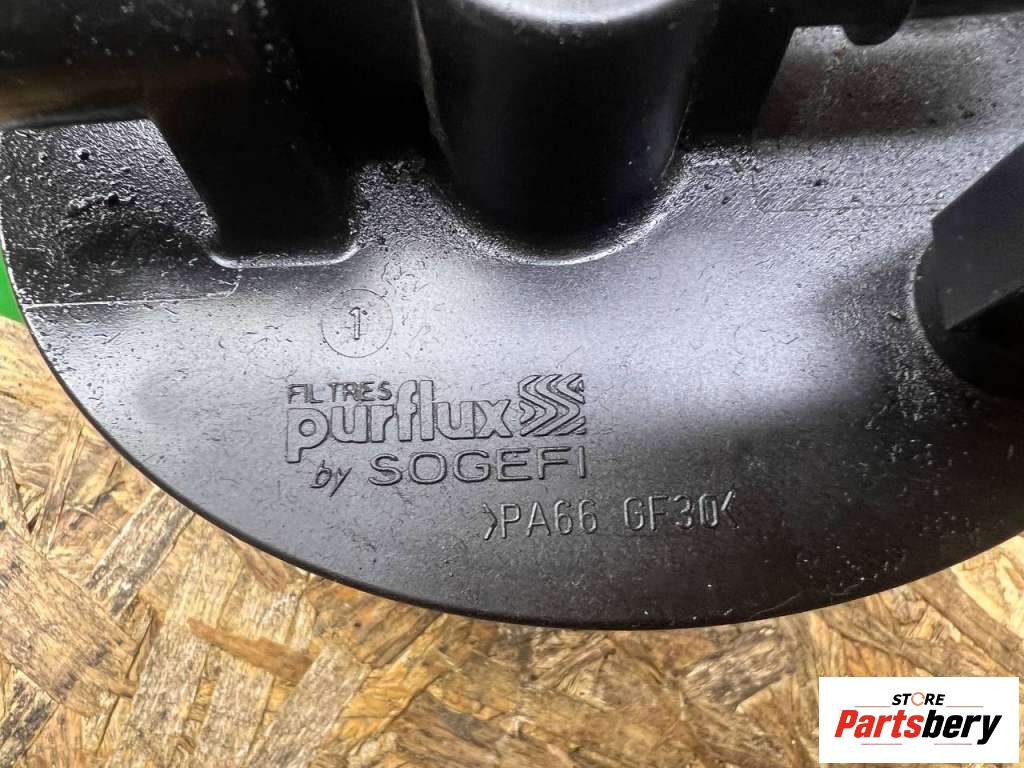 1
FILTRES
purflux
by SOGEFI
>PA66 GF30<
STORE
Partsbery